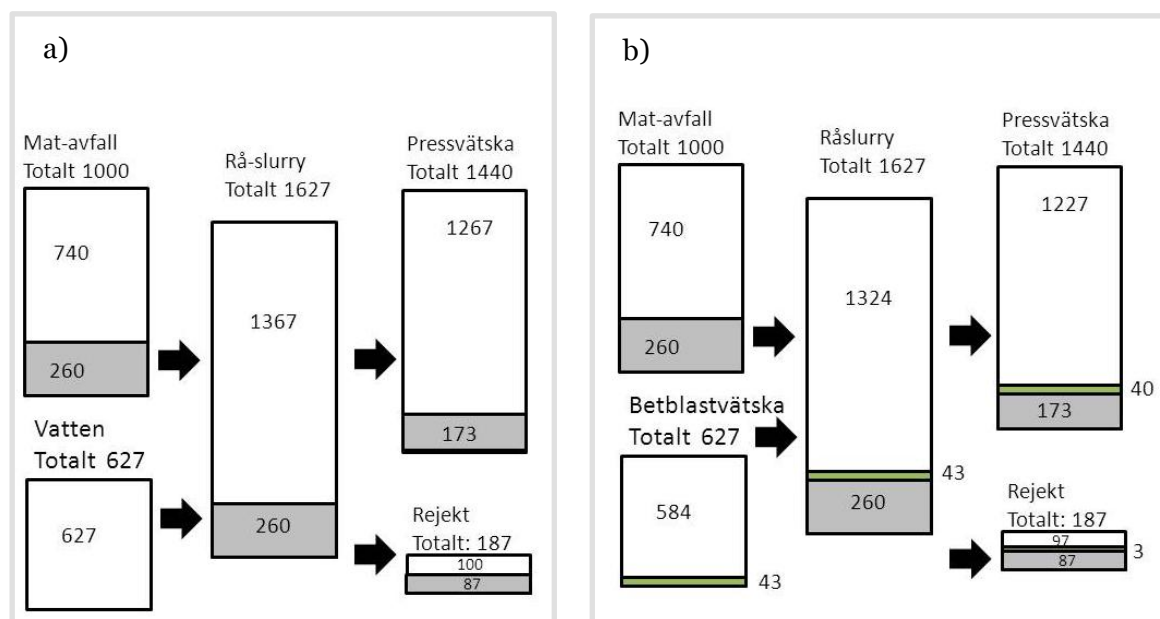 a)
Mat-avfall
Totalt 1000
740
260
Vatten
Totalt 627
627
Rå-slurry
Totalt 1627
1367
260
Pressvätska
Totalt 1440
1267
173
Rejekt
Totalt: 187
100
87
b)
Mat-avfall
Totalt 1000
740
260
Betblastvätska
Totalt 627
584
43
Råslurry
Totalt 1627
1324
43
260
Pressvätska
Totalt 1440
1227
40
173
Rejekt
Totalt: 187
97
3
87